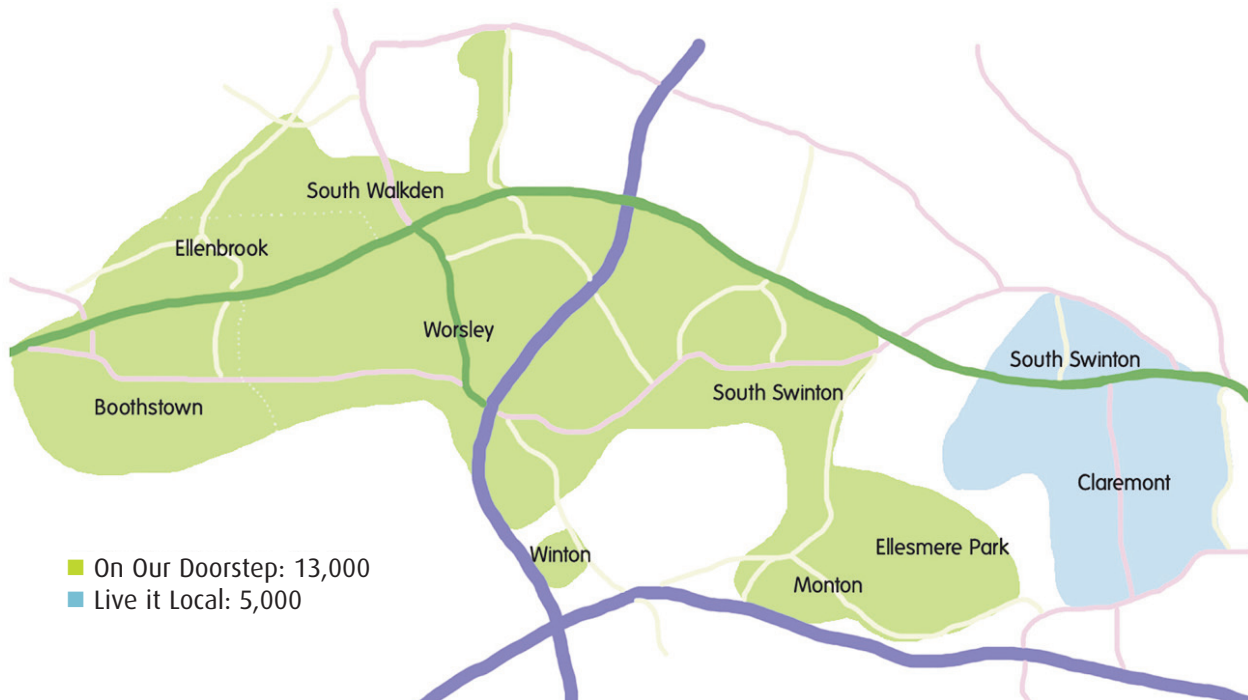 South Walkden
Ellenbrook
Worsley
South Swinton
Boothstown
South Swinton
Claremont
Winton
Ellesmere Park
Monton
On Our Doorstep: 13,000
Live it Local: 5,000